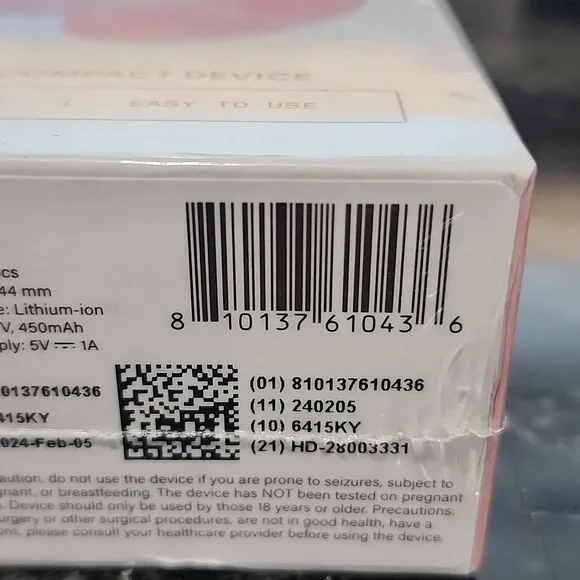 COMPACT DEVICE
/ EASY TO USE
cs
44 mm
e: Lithium-ion
V, 450mAh
ply: 5V ⎓ 1A
8 10137 61043 6
0137610436
6415KY
024-Feb-05
(01) 810137610436
(11) 240205
(10) 6415KY
(21) HD-28003331
aution, do not use the device if you are prone to seizures, subject to
gnant, or breastfeeding. The device has NOT been tested on pregnant
. Device should only be used by those 18 years or older. Precautions:
urgery or other surgical procedures, are not in good health, have a
ons, please consult your healthcare provider before using the device.